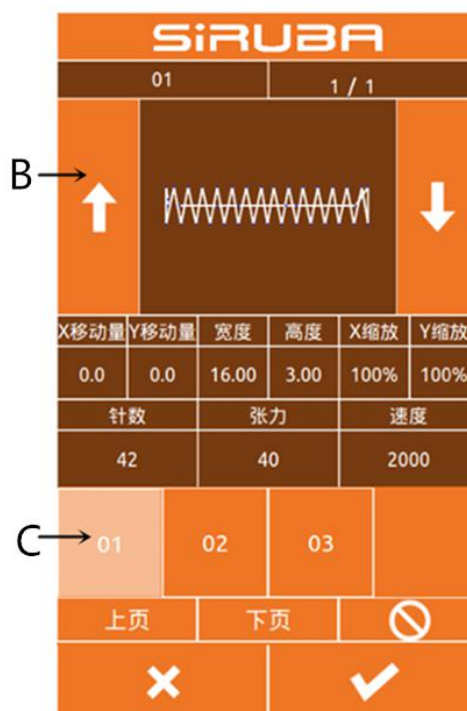 SiRUBA
01 1 / 1
B
X移动量 Y移动量 宽度 高度 X缩放 Y缩放
0.0 0.0 16.00 3.00 100% 100%
针数 张力 速度
42 40 2000
C 01 02 03
上页 下页